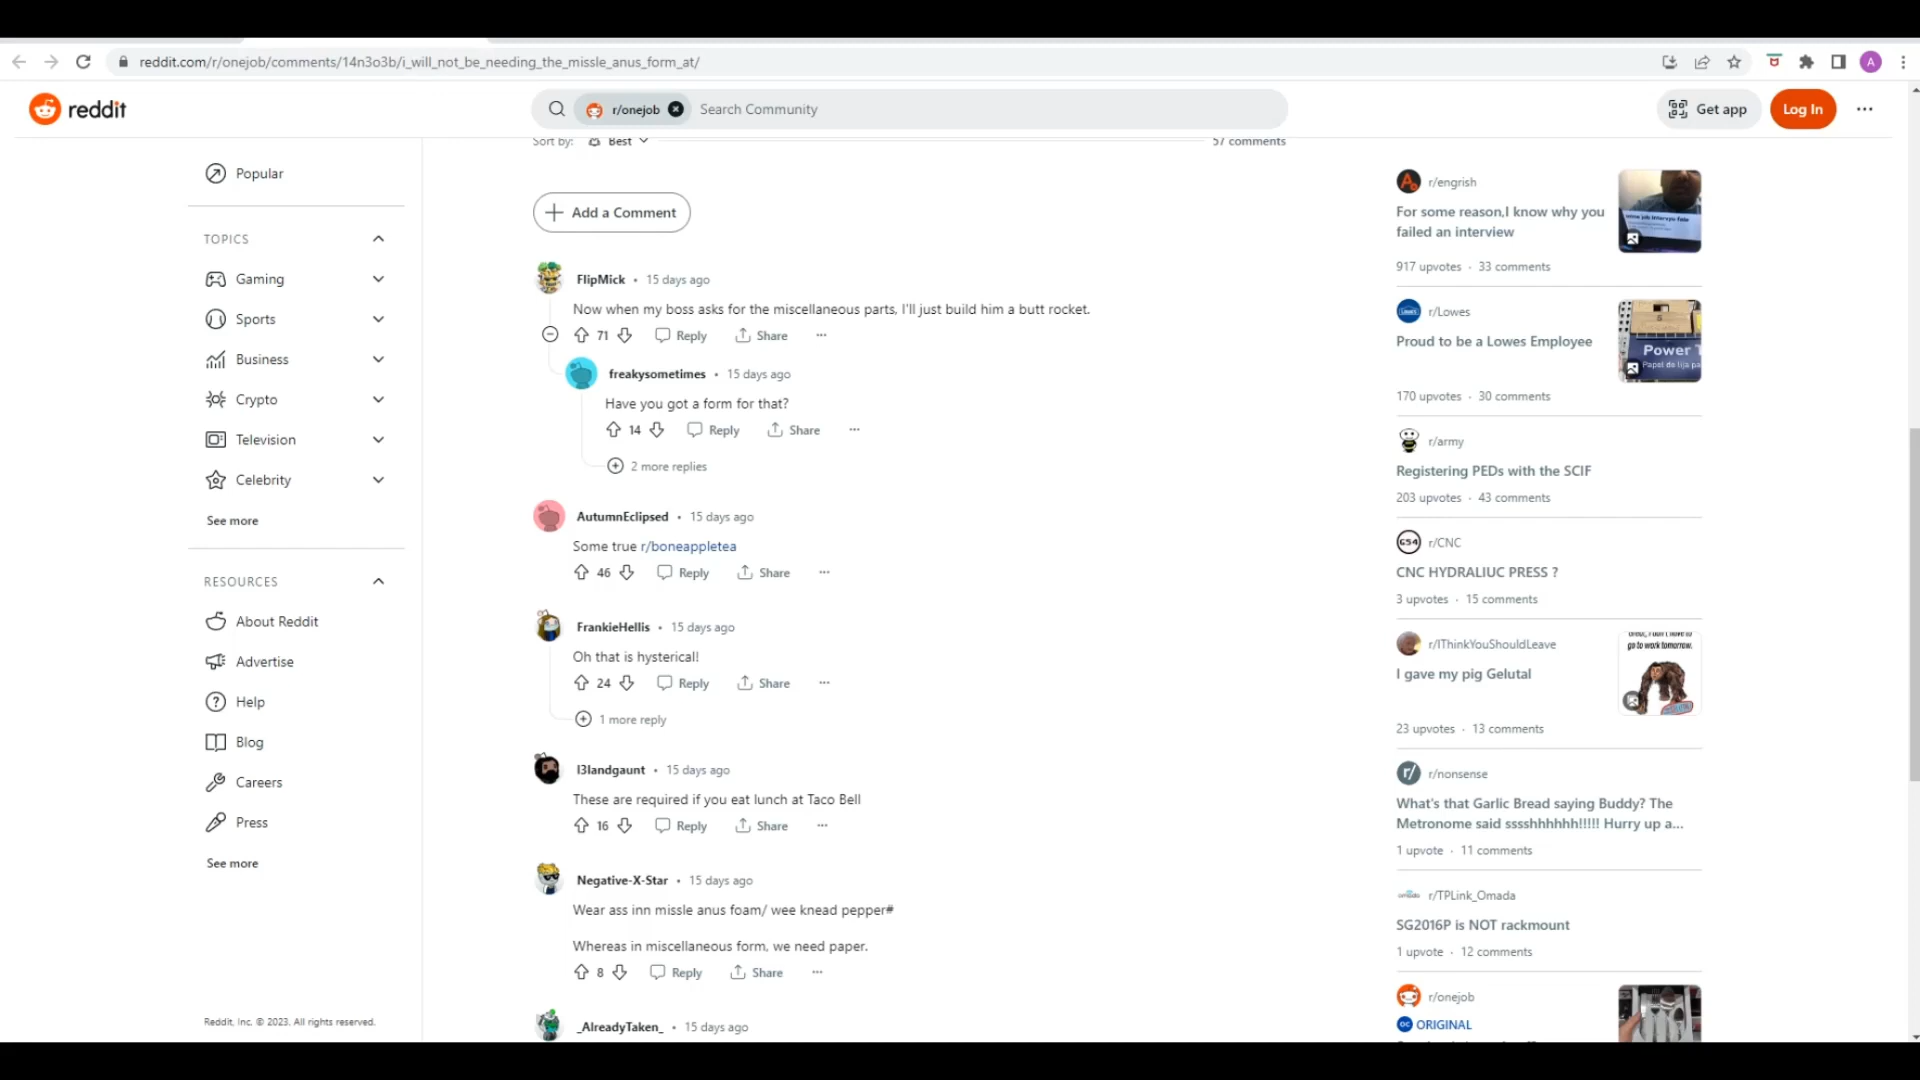 reddit.com/r/onejob/comments/14n3o3b/i_will_not_be_needing_the_missle_anus_form_at/
A
reddit
r/onejob
Search Community
Get app
Log In
Sort by: Best
57 comments
Popular
TOPICS
Gaming
Sports
Business
Crypto
Television
Celebrity
See more
RESOURCES
About Reddit
Advertise
Help
Blog
Careers
Press
See more
Reddit, Inc. © 2023. All rights reserved.
Add a Comment
FlipMick • 15 days ago
Now when my boss asks for the miscellaneous parts, I'll just build him a butt rocket.
71 Reply Share
freakysometimes • 15 days ago
Have you got a form for that?
14 Reply Share
2 more replies
AutumnEclipsed • 15 days ago
Some true r/boneappletea
46 Reply Share
FrankieHellis • 15 days ago
Oh that is hysterical!
24 Reply Share
1 more reply
l3landgaunt • 15 days ago
These are required if you eat lunch at Taco Bell
16 Reply Share
Negative-X-Star • 15 days ago
Wear ass inn missle anus foam/ wee knead pepper#
Whereas in miscellaneous form, we need paper.
8 Reply Share
_AlreadyTaken_ • 15 days ago
r/engrish
For some reason,I know why you
failed an interview
917 upvotes · 33 comments
r/Lowes
Proud to be a Lowes Employee
Power T
Papel de lija pa
170 upvotes · 30 comments
r/army
Registering PEDs with the SCIF
203 upvotes · 43 comments
G54
r/CNC
CNC HYDRALIUC PRESS ?
3 upvotes · 15 comments
r/IThinkYouShouldLeave
I gave my pig Gelutal
go to work tomorrow.
23 upvotes · 13 comments
r/
r/nonsense
What's that Garlic Bread saying Buddy? The
Metronome said sssshhhhhh!!!!! Hurry up a...
1 upvote · 11 comments
r/TPLink_Omada
SG2016P is NOT rackmount
1 upvote · 12 comments
r/onejob
OC ORIGINAL